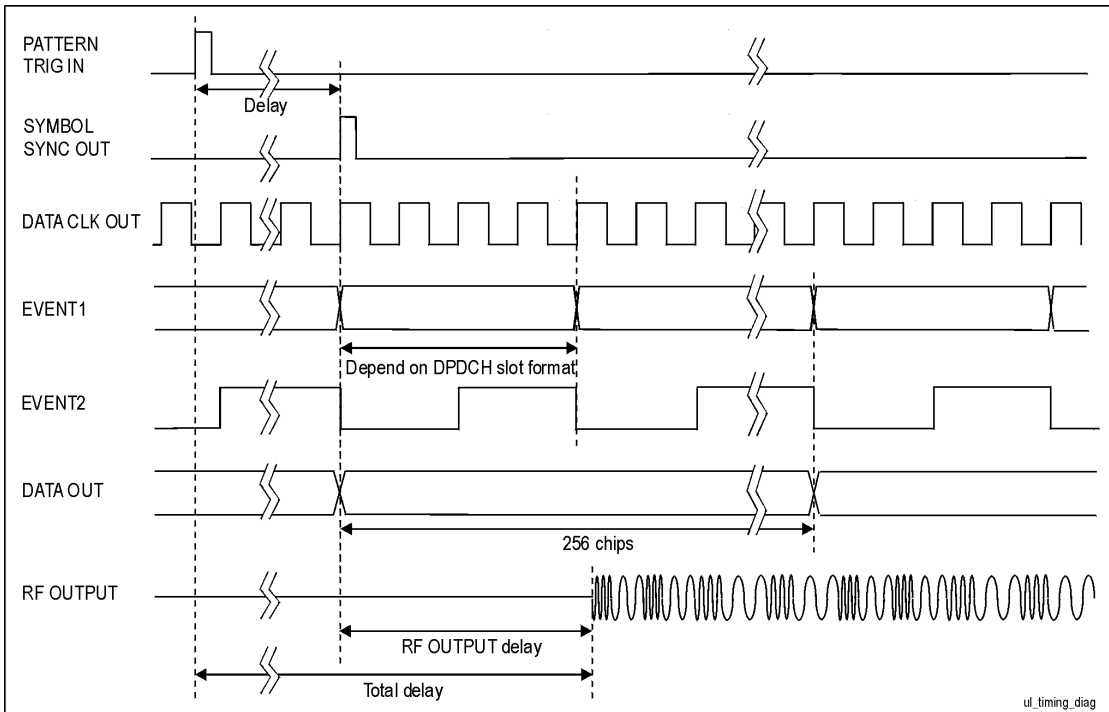 PATTERN
TRIG IN
Delay
SYMBOL
SYNC OUT
DATA CLK OUT
EVENT1
Depend on DPDCH slot format
EVENT2
DATA OUT
256 chips
RF OUTPUT
RF OUTPUT delay
Total delay
ul_timing_diag